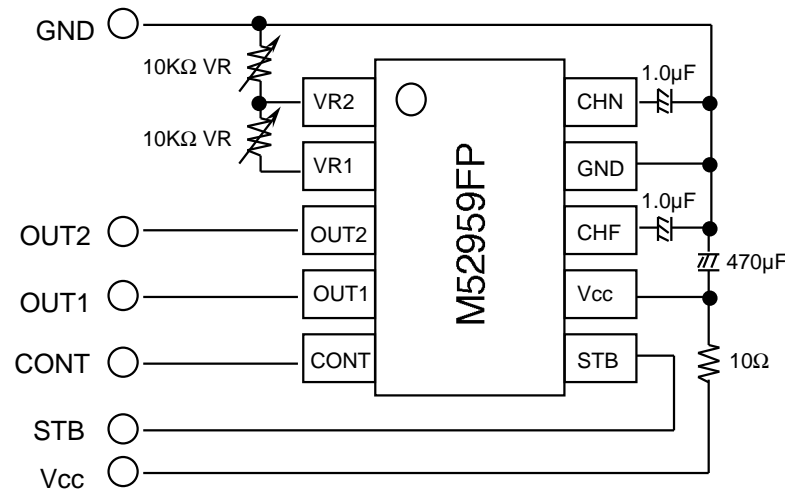 GND
10KΩ VR
10KΩ VR
OUT2
OUT1
CONT
STB
Vcc
VR2
VR1
OUT2
OUT1
CONT
M52959FP
CHN
GND
CHF
Vcc
STB
1.0µF
1.0µF
470µF
10Ω